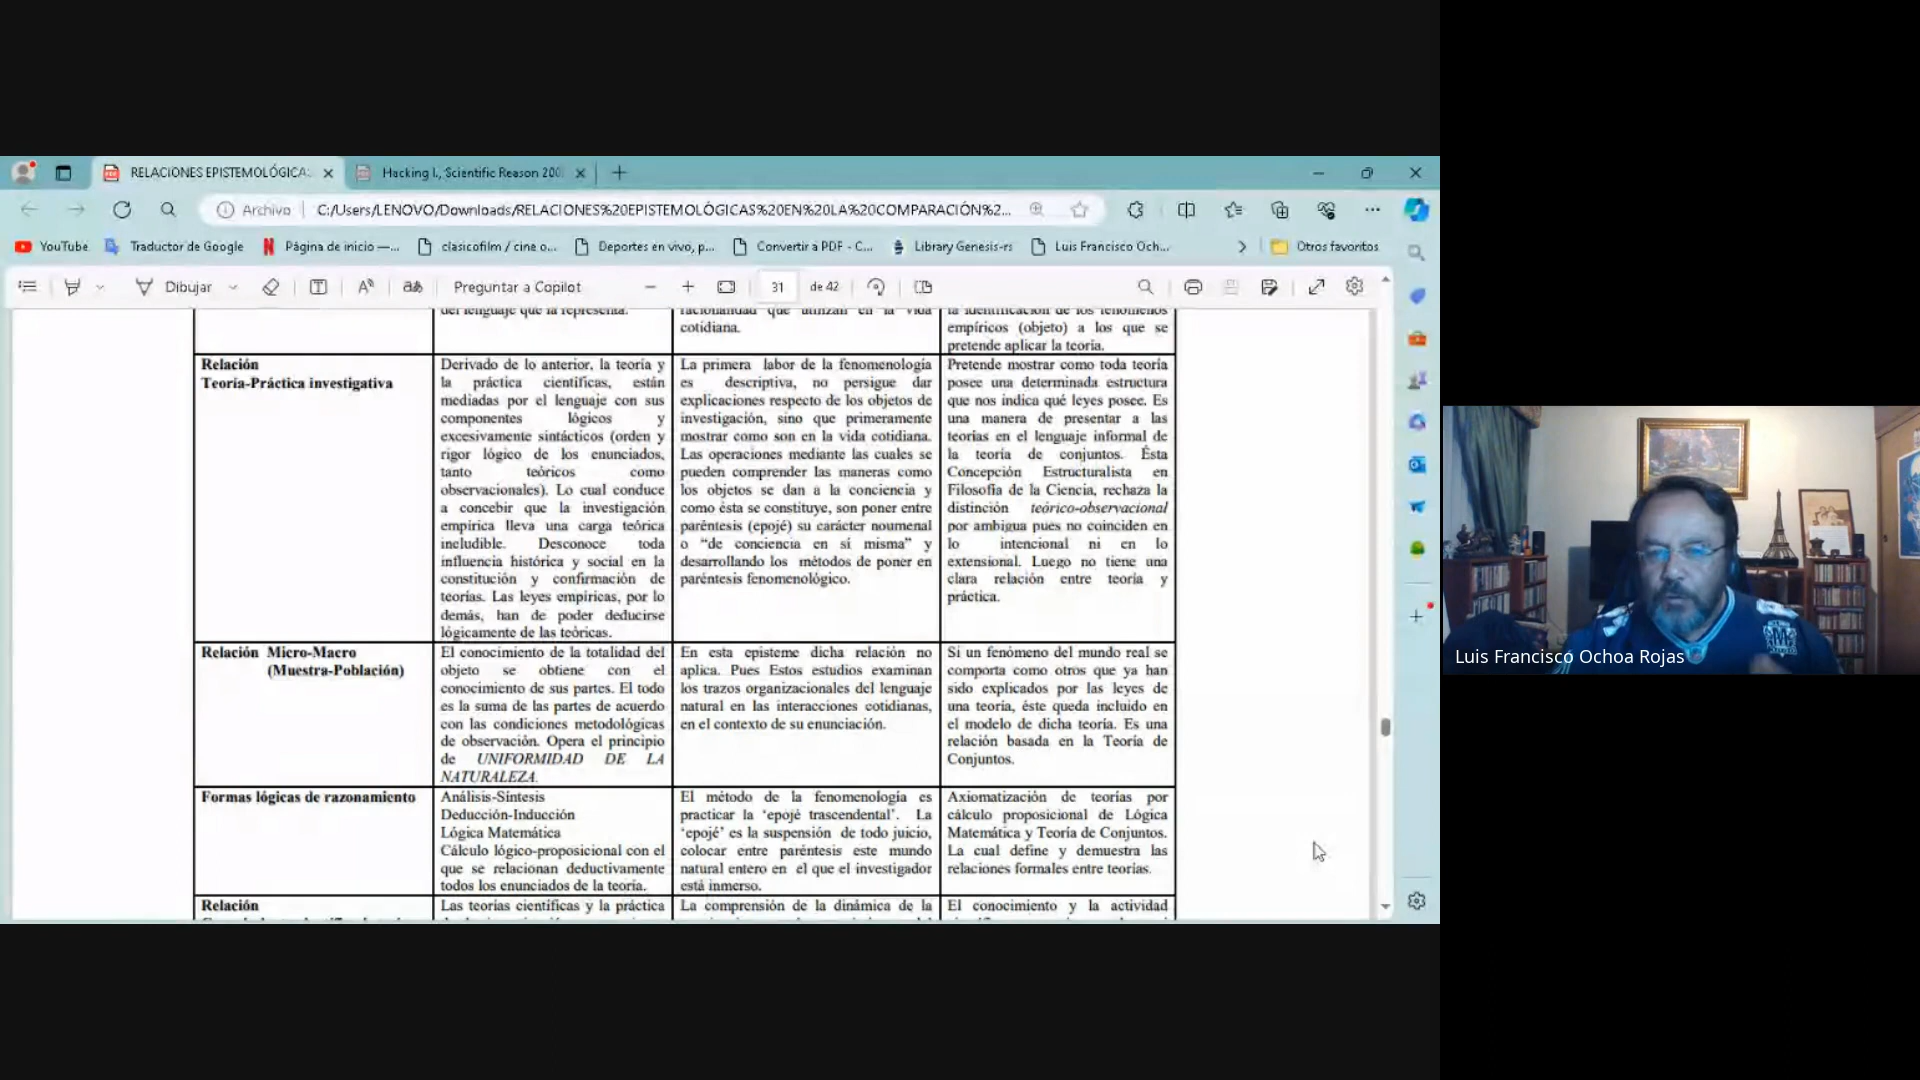 RELACIONES EPISTEMOLÓGICA:
Hacking I., Scientific Reason 200
Archivo
C:/Users/LENOVO/Downloads/RELACIONES%20EPISTEMOLÓGICAS%20EN%20LA%20COMPARACIÓN%2...
YouTube
Traductor de Google
Página de inicio —...
clasicofilm / cine o...
Deportes en vivo, p...
Convertir a PDF - C...
Library Genesis-rs
Luis Francisco Och...
Otros favoritos
Dibujar
Preguntar a Copilot
31
de 42
del lenguaje que la representa.
racionalidad que utilizan en la vida
cotidiana.
la identificación de los fenómenos
empíricos (objeto) a los que se
pretende aplicar la teoría.
Relación
Teoría-Práctica investigativa
Derivado de lo anterior, la teoría y
la práctica científicas, están
mediadas por el lenguaje con sus
componentes lógicos y
excesivamente sintácticos (orden y
rigor lógico de los enunciados,
tanto teóricos como
observacionales). Lo cual conduce
a concebir que la investigación
empírica lleva una carga teórica
ineludible. Desconoce toda
influencia histórica y social en la
constitución y confirmación de
teorías. Las leyes empíricas, por lo
demás, han de poder deducirse
lógicamente de las teóricas.
La primera labor de la fenomenología
es descriptiva, no persigue dar
explicaciones respecto de los objetos de
investigación, sino que primeramente
mostrar como son en la vida cotidiana.
Las operaciones mediante las cuales se
pueden comprender las maneras como
los objetos se dan a la conciencia y
como ésta se constituye, son poner entre
paréntesis (epojé) su carácter noumenal
o “de conciencia en sí misma” y
desarrollando los métodos de poner en
paréntesis fenomenológico.
Pretende mostrar como toda teoría
posee una determinada estructura
que nos indica qué leyes posee. Es
una manera de presentar a las
teorías en el lenguaje informal de
la teoría de conjuntos. Ésta
Concepción Estructuralista en
Filosofía de la Ciencia, rechaza la
distinción teórico-observacional
por ambigua pues no coinciden en
lo intencional ni en lo
extensional. Luego no tiene una
clara relación entre teoría y
práctica.
Relación Micro-Macro
(Muestra-Población)
El conocimiento de la totalidad del
objeto se obtiene con el
conocimiento de sus partes. El todo
es la suma de las partes de acuerdo
con las condiciones metodológicas
de observación. Opera el principio
de UNIFORMIDAD DE LA
NATURALEZA.
En esta episteme dicha relación no
aplica. Pues Estos estudios examinan
los trazos organizacionales del lenguaje
natural en las interacciones cotidianas,
en el contexto de su enunciación.
Si un fenómeno del mundo real se
comporta como otros que ya han
sido explicados por las leyes de
una teoría, éste queda incluido en
el modelo de dicha teoría. Es una
relación basada en la Teoría de
Conjuntos.
Formas lógicas de razonamiento
Análisis-Síntesis
Deducción-Inducción
Lógica Matemática
Cálculo lógico-proposicional con el
que se relacionan deductivamente
todos los enunciados de la teoría.
El método de la fenomenología es
practicar la ‘epojé trascendental’. La
‘epojé’ es la suspensión de todo juicio,
colocar entre paréntesis este mundo
natural entero en el que el investigador
está inmerso.
Axiomatización de teorías por
cálculo proposicional de Lógica
Matemática y Teoría de Conjuntos.
La cual define y demuestra las
relaciones formales entre teorías.
Relación
Las teorías científicas y la práctica
La comprensión de la dinámica de la
El conocimiento y la actividad
Luis Francisco Ochoa Rojas